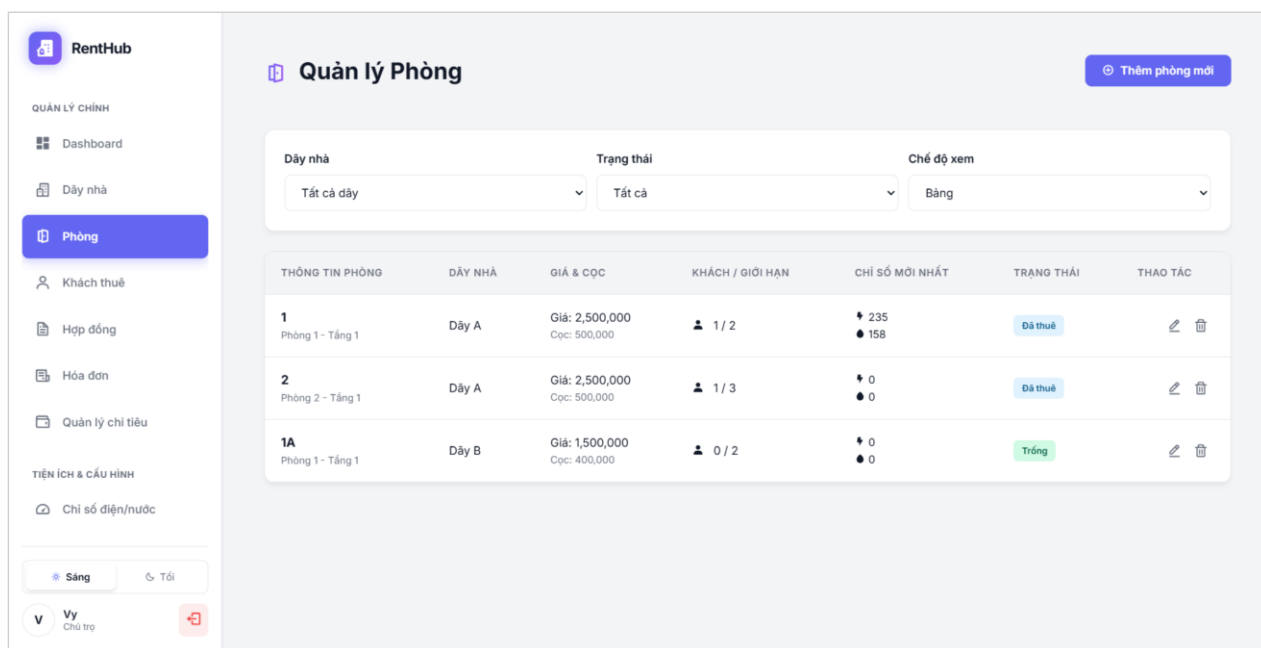 RentHub
QUẢN LÝ CHÍNH
Dashboard
Dãy nhà
Phòng
Khách thuê
Hợp đồng
Hóa đơn
Quản lý chi tiêu
TIỆN ÍCH & CẤU HÌNH
Chỉ số điện/nước
Sáng Tối
V
Vy
Chủ trọ
Quản lý Phòng
Thêm phòng mới
Dãy nhà Trạng thái Chế độ xem
Tất cả dãy Tất cả Bảng
THÔNG TIN PHÒNG DÃY NHÀ GIÁ & CỌC KHÁCH / GIỚI HẠN CHỈ SỐ MỚI NHẤT TRẠNG THÁI THAO TÁC
1 Giá: 2,500,000 235
Dãy A 1 / 2 Đã thuê
Phòng 1 - Tầng 1 Cọc: 500,000 158
2 Giá: 2,500,000 0
Dãy A 1 / 3 Đã thuê
Phòng 2 - Tầng 1 Cọc: 500,000 0
1A Giá: 1,500,000 0
Dãy B 0 / 2 Trống
Phòng 1 - Tầng 1 Cọc: 400,000 0